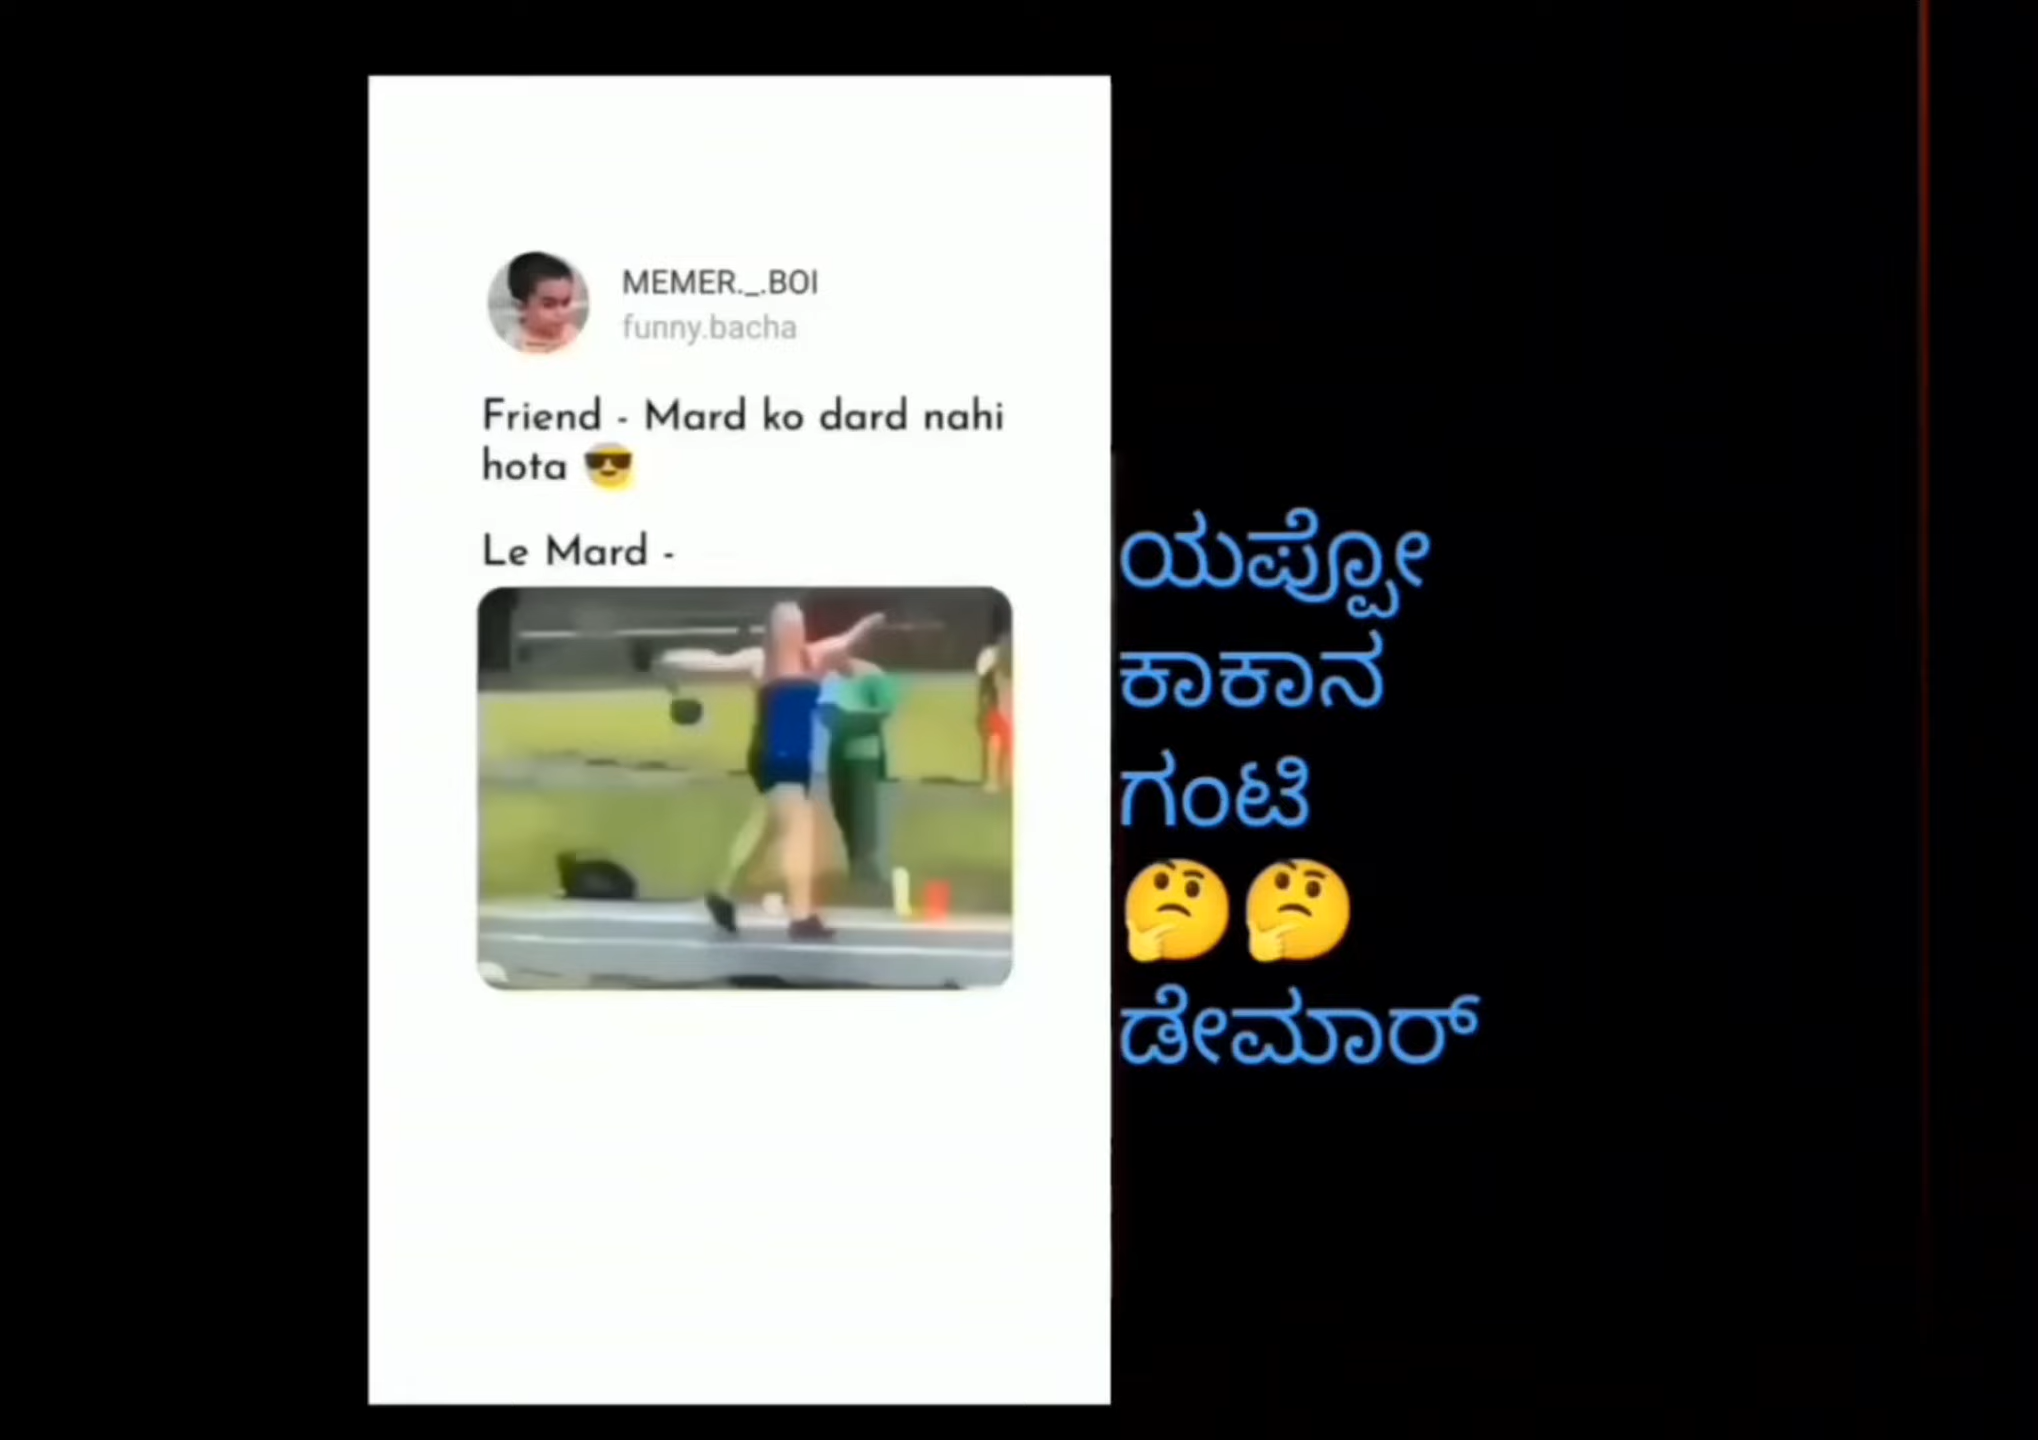 MEMER._.BOI
funny.bacha
Friend - Mard ko dard nahi
hota 😎
Le Mard -
ಯಪ್ಪೋ
ಕಾಕಾನ
ಗಂಟಿ
🤔🤔
ಡೇಮಾರ್